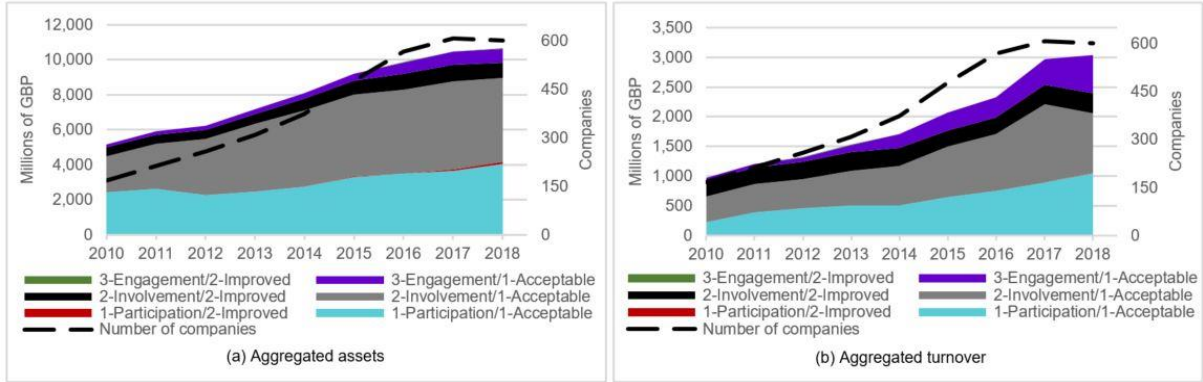 12,000
10,000
8,000
6,000
4,000
2,000
0
Millions of GBP
600
450
300
150
0
Companies
2010 2011 2012 2013 2014 2015 2016 2017 2018
3-Engagement/2-Improved 3-Engagement/1-Acceptable
2-Involvement/2-Improved 2-Involvement/1-Acceptable
1-Participation/2-Improved 1-Participation/1-Acceptable
Number of companies
(a) Aggregated assets
3,500
3,000
2,500
2,000
1,500
1,000
500
0
Millions of GBP
600
450
300
150
0
Companies
2010 2011 2012 2013 2014 2015 2016 2017 2018
3-Engagement/2-Improved 3-Engagement/1-Acceptable
2-Involvement/2-Improved 2-Involvement/1-Acceptable
1-Participation/2-Improved 1-Participation/1-Acceptable
Number of companies
(b) Aggregated turnover